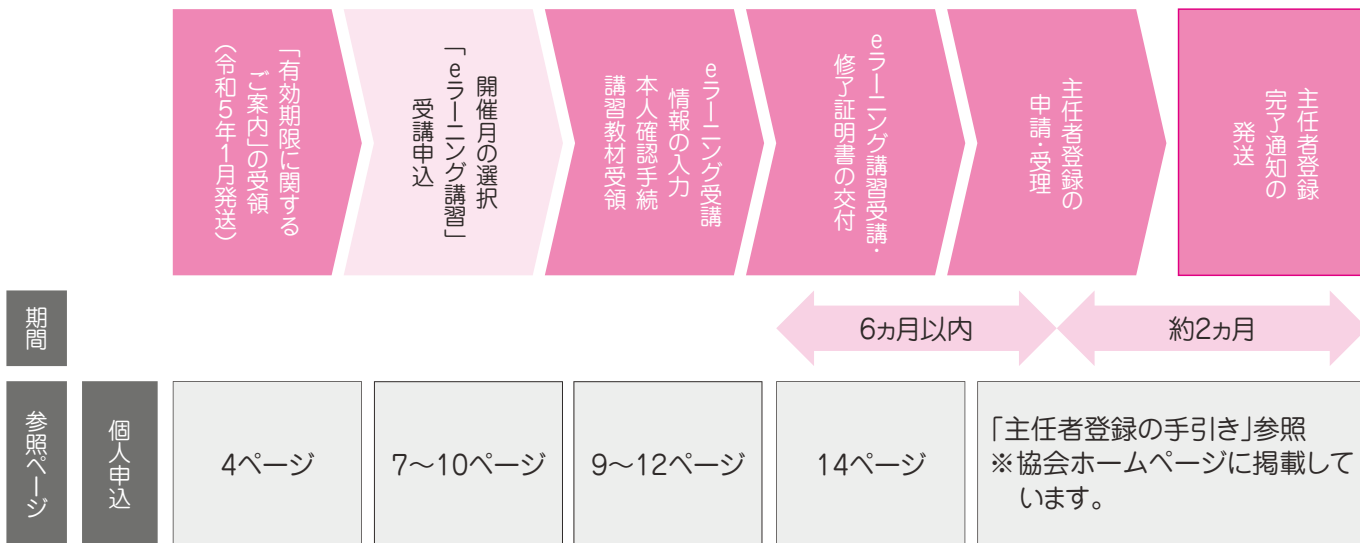 「有効期限に関する
ご案内」の受領
（令和5年1月発送）
開催月の選択
「eラーニング講習」
受講申込
eラーニング受講
情報の入力
本人確認手続
講習教材受領
eラーニング講習受講・
修了証明書の交付
主任者登録の
申請・受理
主任者登録
完了通知の
発送
期間
6ヵ月以内
約2ヵ月
参照ページ
個人申込
4ページ
7～10ページ
9～12ページ
14ページ
「主任者登録の手引き」参照
※協会ホームページに掲載して
います。